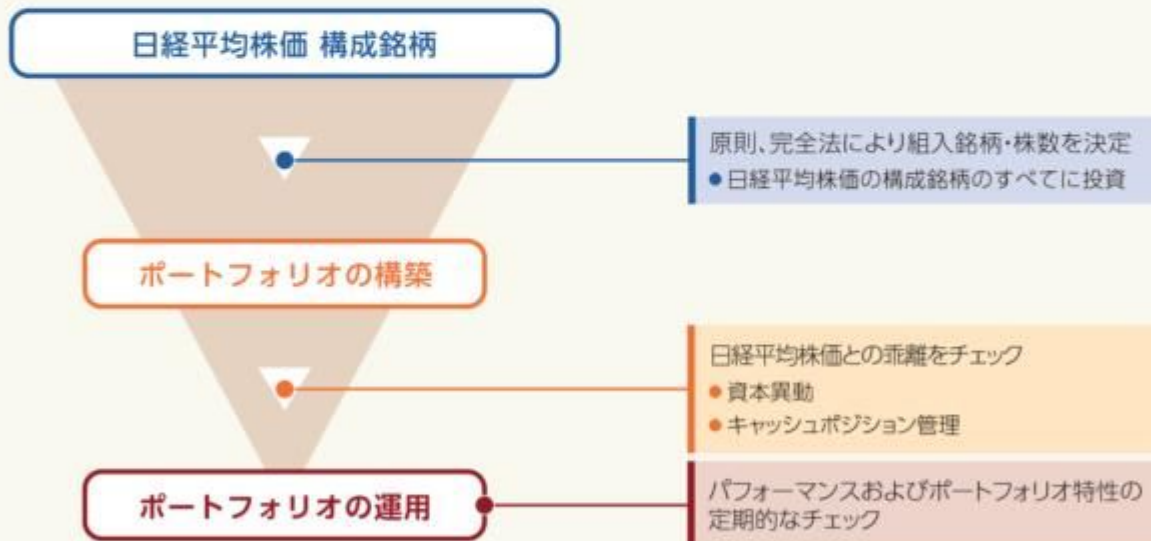 日経平均株価 構成銘柄
原則、完全法により組入銘柄・株数を決定
●日経平均株価の構成銘柄のすべてに投資
ポートフォリオの構築
日経平均株価との乖離をチェック
●資本異動
●キャッシュポジション管理
ポートフォリオの運用
パフォーマンスおよびポートフォリオ特性の
定期的なチェック